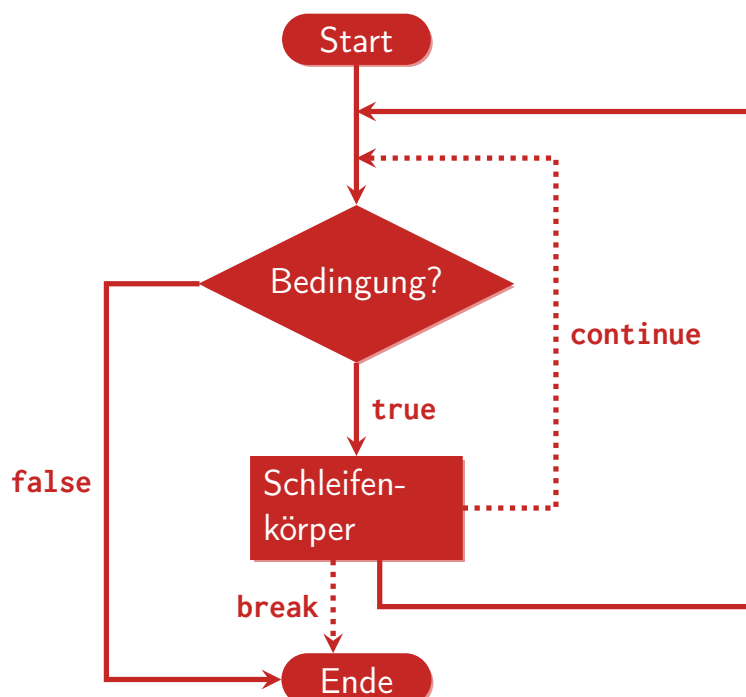 Start
Bedingung?
continue
true
false
Schleifen-
körper
break
Ende